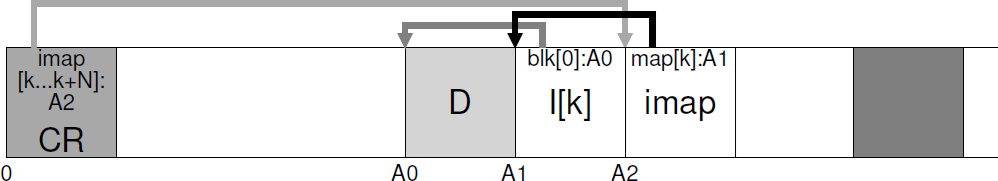 imap
[k...k+N]:
A2
CR
D
blk[0]:A0
I[k]
map[k]:A1
imap
0
A0
A1
A2